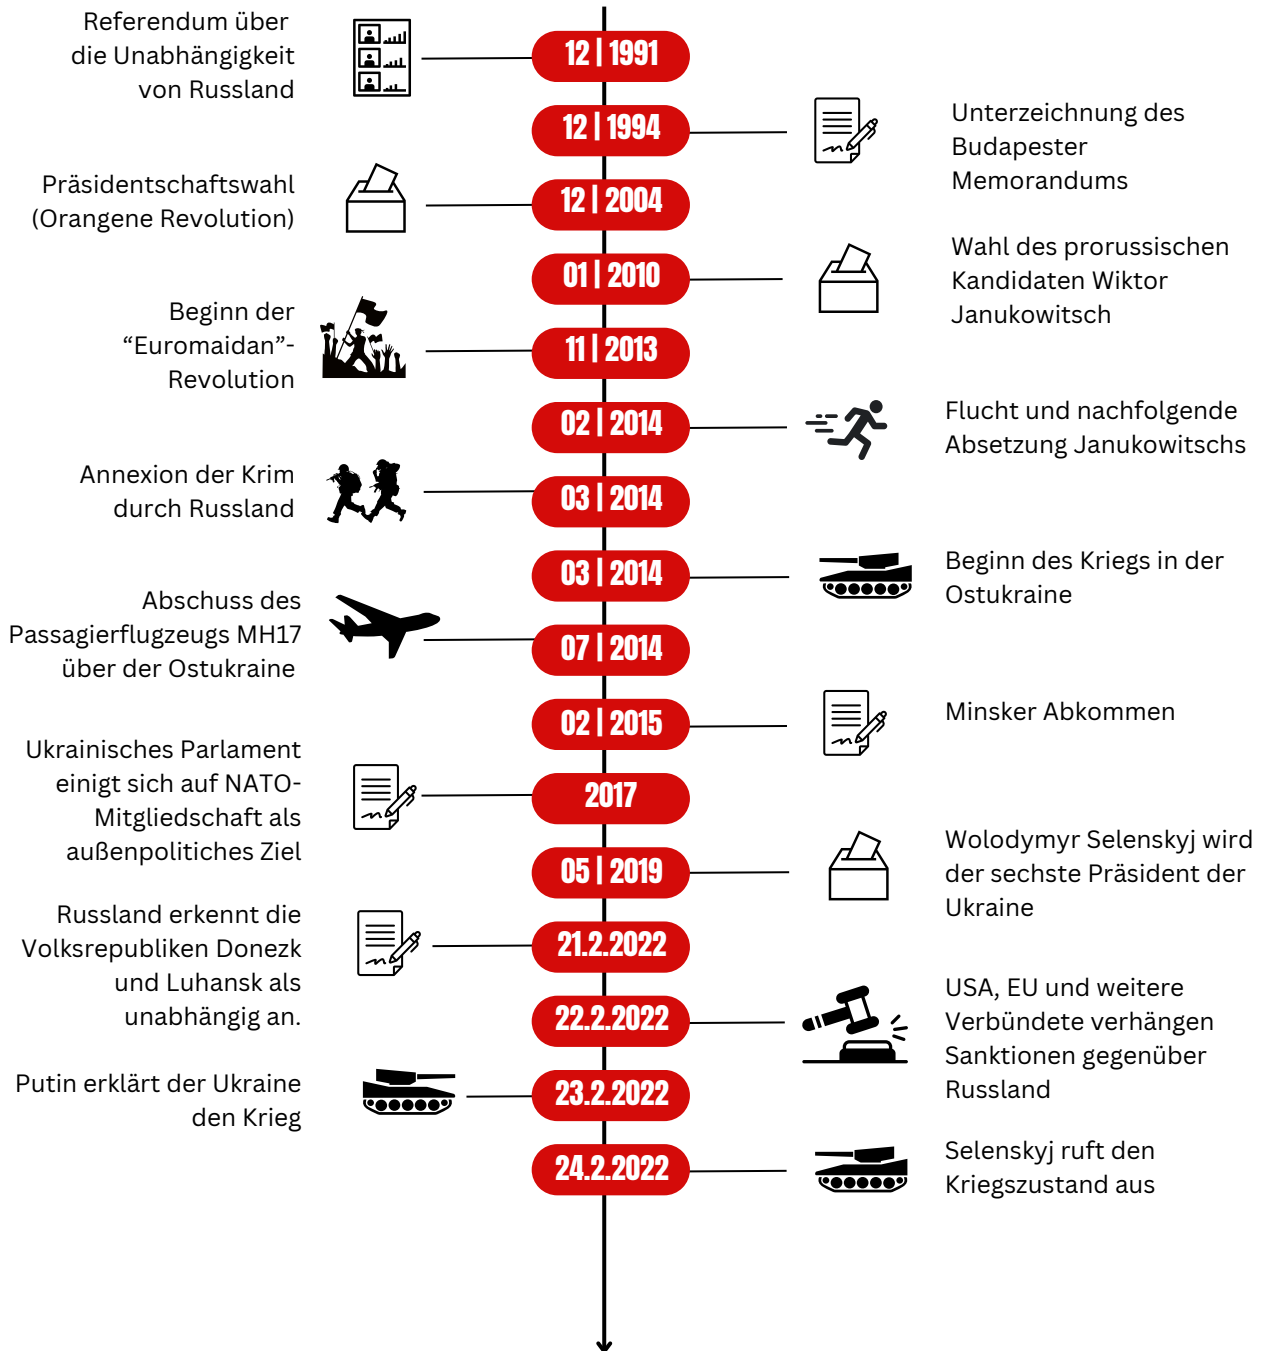 Referendum über
die Unabhängigkeit
von Russland
12 | 1991
12 | 1994
Unterzeichnung des
Budapester
Memorandums
Präsidentschaftswahl
(Orangene Revolution)
12 | 2004
01 | 2010
Wahl des prorussischen
Kandidaten Wiktor
Janukowitsch
Beginn der
“Euromaidan”-
Revolution
11 | 2013
02 | 2014
Flucht und nachfolgende
Absetzung Janukowitschs
Annexion der Krim
durch Russland
03 | 2014
03 | 2014
Beginn des Kriegs in der
Ostukraine
Abschuss des
Passagierflugzeugs MH17
über der Ostukraine
07 | 2014
02 | 2015
Minsker Abkommen
Ukrainisches Parlament
einigt sich auf NATO-
Mitgliedschaft als
außenpolitiches Ziel
2017
05 | 2019
Wolodymyr Selenskyj wird
der sechste Präsident der
Ukraine
Russland erkennt die
Volksrepubliken Donezk
und Luhansk als
unabhängig an.
21.2.2022
22.2.2022
USA, EU und weitere
Verbündete verhängen
Sanktionen gegenüber
Russland
Putin erklärt der Ukraine
den Krieg
23.2.2022
24.2.2022
Selenskyj ruft den
Kriegszustand aus